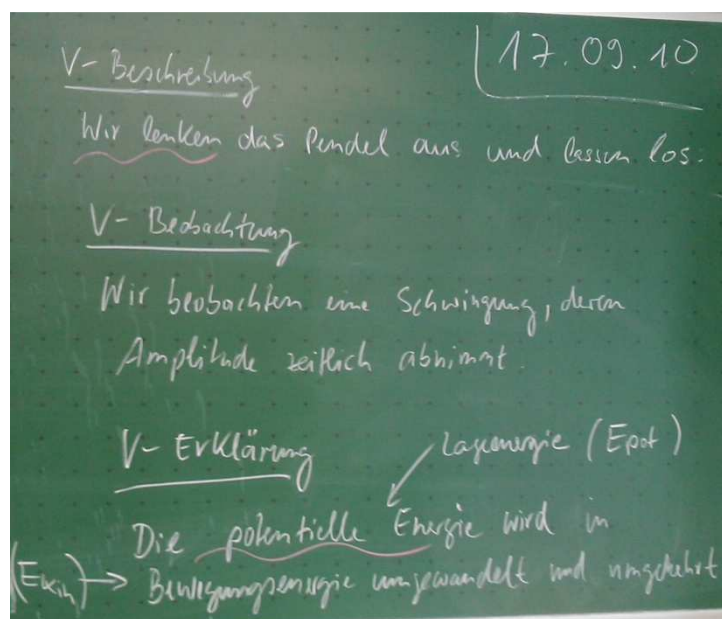 17.09.10
V-Beschreibung
Wir lenken das Pendel aus und lassen los.
V-Beobachtung
Wir beobachten eine Schwingung, deren
Amplitude zeitlich abnimmt.
V-Erklärung
Lageenergie (Epot)
Die potentielle Energie wird in
(Ekin) → Bewegungsenergie umgewandelt und umgekehrt